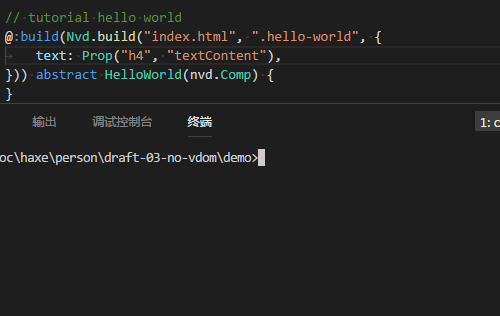 // tutorial hello world
@:build(Nvd.build("index.html", ".hello-world", {
text: Prop("h4", "textContent"),
})) abstract HelloWorld(nvd.Comp) {
}
输出 调试控制台 终端 1: c
oc\haxe\person\draft-03-no-vdom\demo>